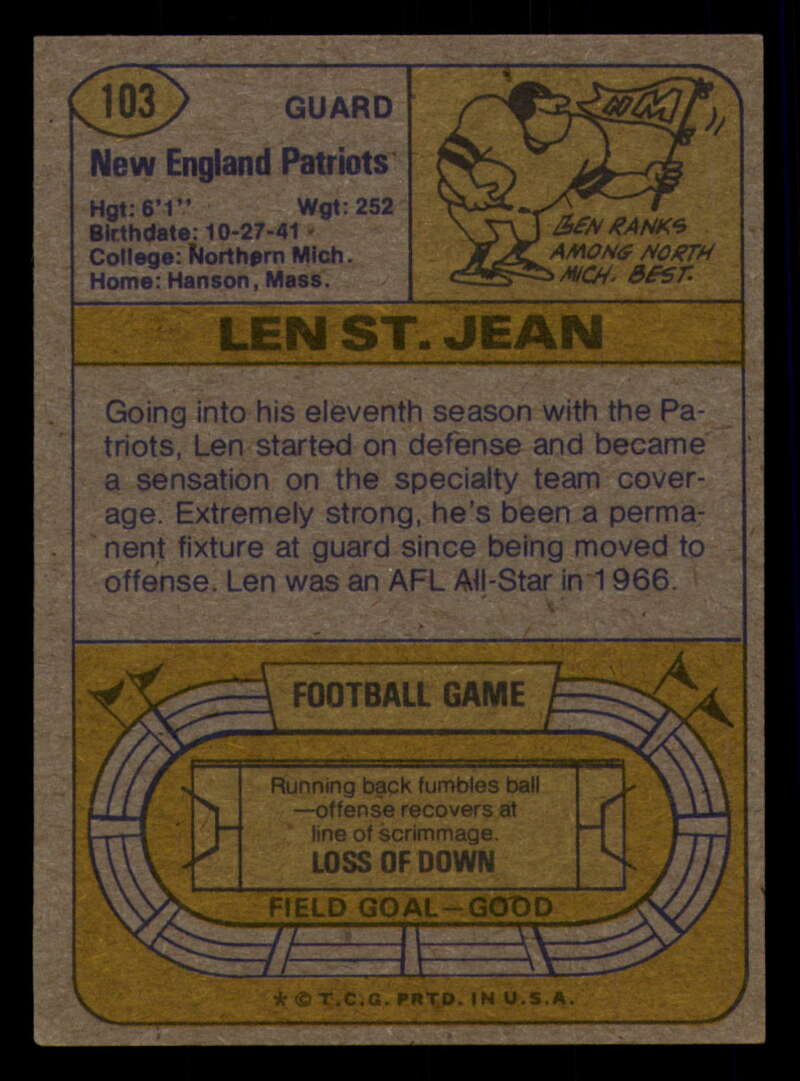 103
GUARD
New England Patriots
Hgt: 6'1" Wgt: 252
Birthdate: 10-27-41
College: Northern Mich.
Home: Hanson, Mass.
NM
LEN RANKS
AMONG NORTH
MICH. BEST.
LEN ST. JEAN
Going into his eleventh season with the Pa-
triots, Len started on defense and became
a sensation on the specialty team cover-
age. Extremely strong, he's been a perma-
nent fixture at guard since being moved to
offense. Len was an AFL All-Star in 1966.
FOOTBALL GAME
Running back fumbles ball
—offense recovers at
line of scrimmage.
LOSS OF DOWN
FIELD GOAL—GOOD
* © T.C.G. PRTD. IN U.S.A.